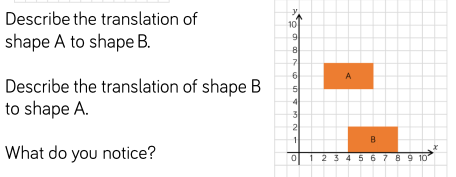 Describe the translation of
shape A to shape B.
Describe the translation of shape B
to shape A.
What do you notice?
y
10
9
8
7
6
5
4
3
2
1
A
B
0 1 2 3 4 5 6 7 8 9 10
x